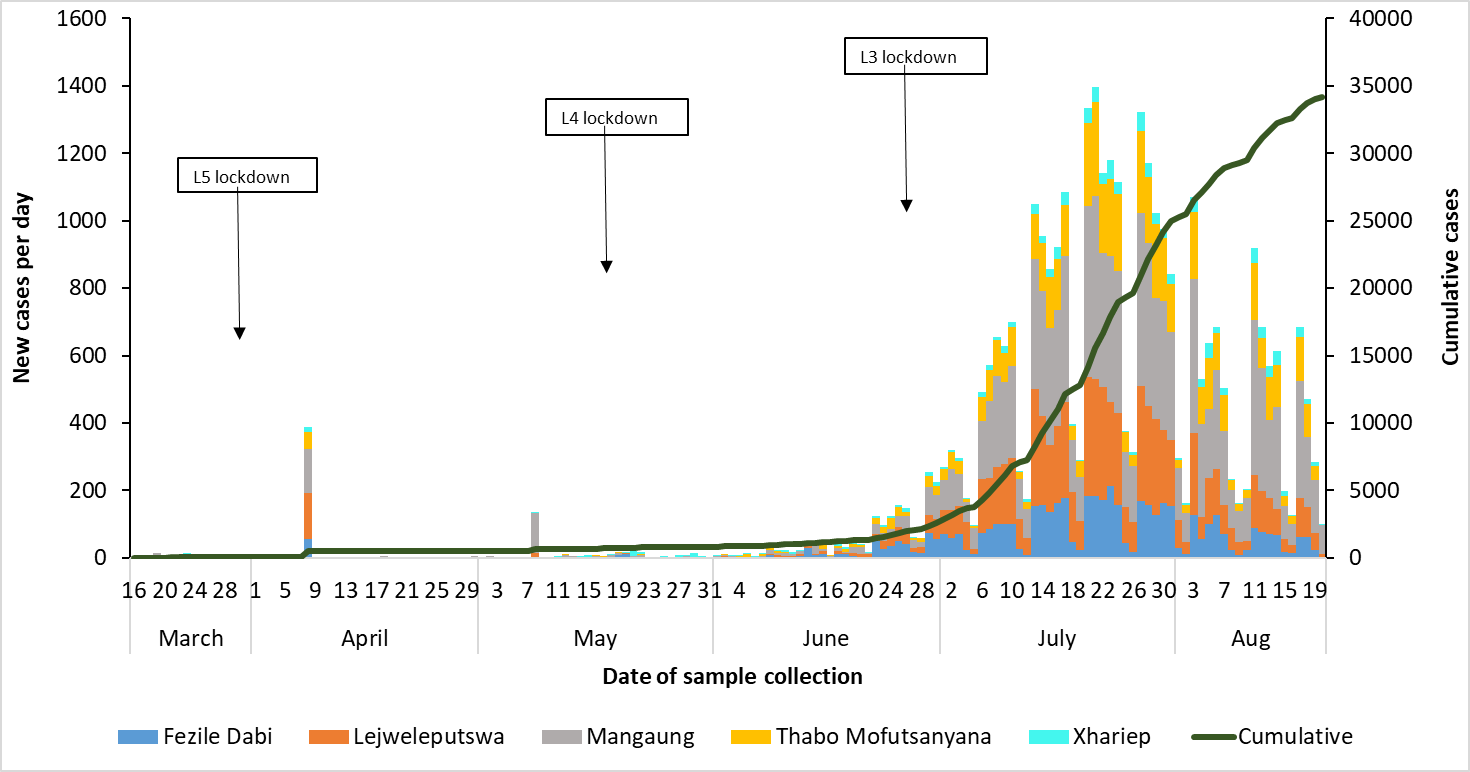 1600
1400
1200
1000
800
600
400
200
0
New cases per day
L5 lockdown
L4 lockdown
L3 lockdown
40000
35000
30000
25000
20000
15000
10000
5000
0
Cumulative cases
16 20 24 28 1 5 9 13 17 21 25 29 3 7 11 15 19 23 27 31 4 8 12 16 20 24 28 2 6 10 14 18 22 26 30 3 7 11 15 19
March April May June July Aug
Date of sample collection
Fezile Dabi Lejweleputswa Mangaung Thabo Mofutsanyana Xhariep Cumulative